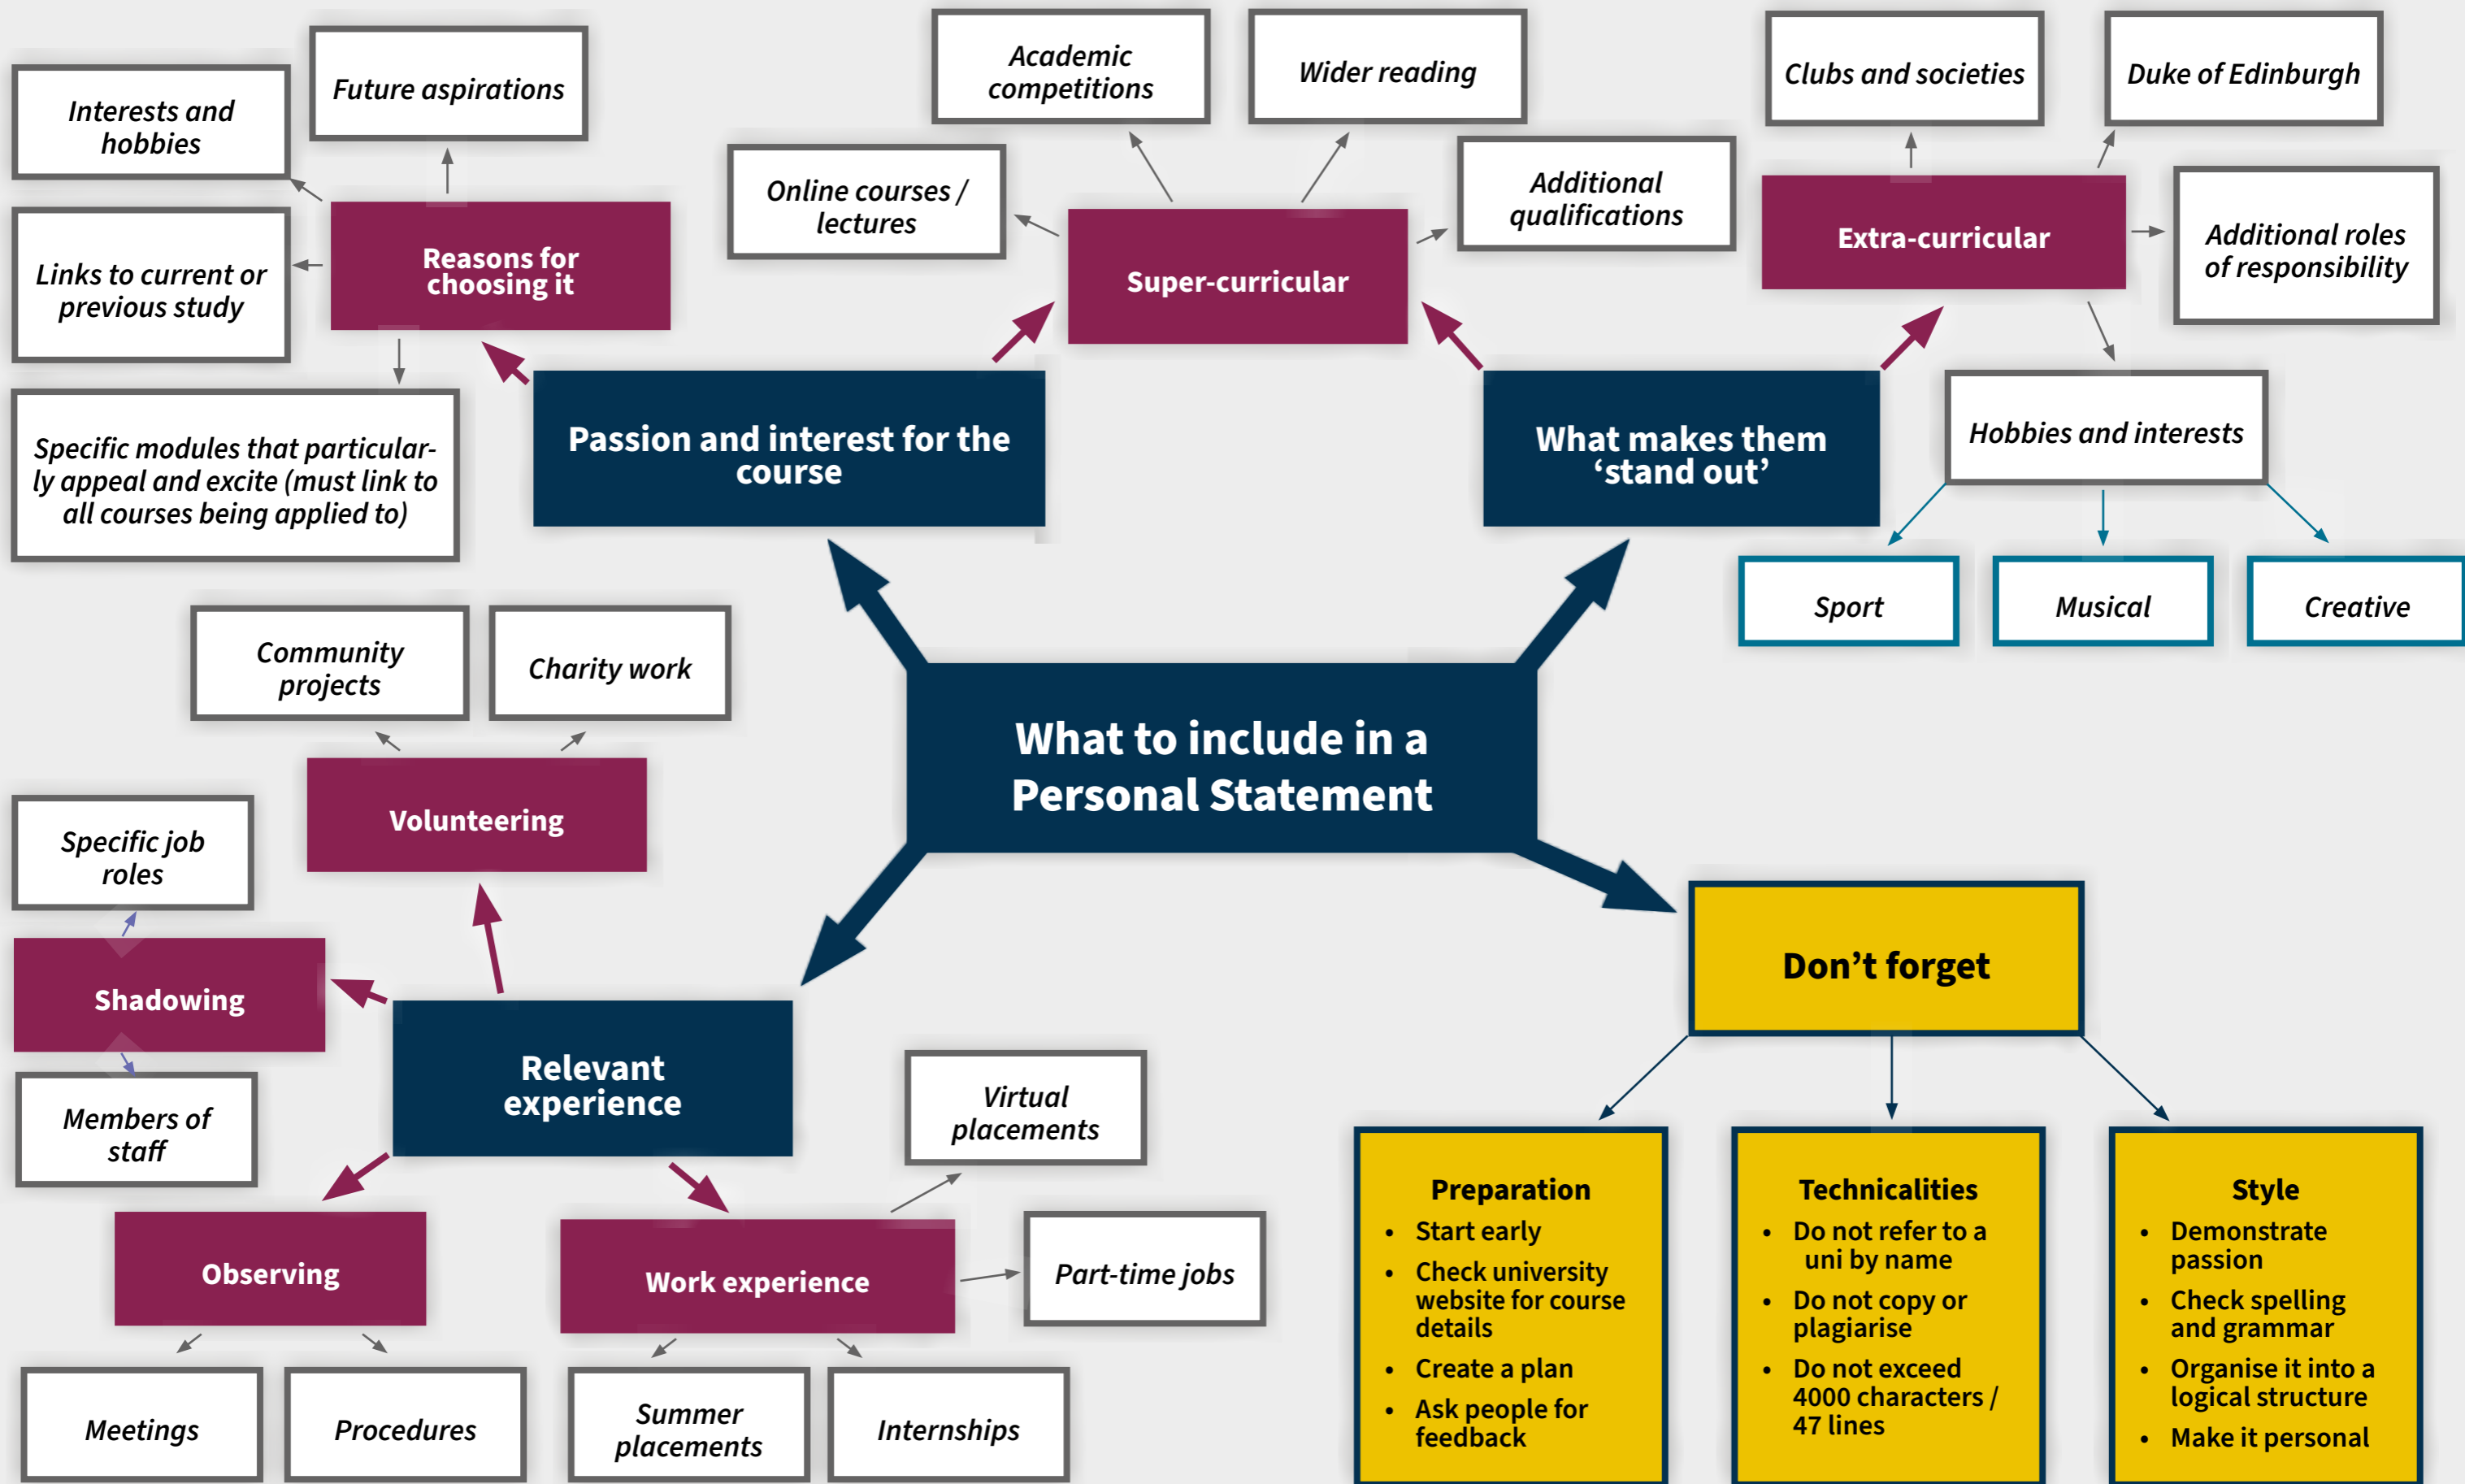 Interests and
hobbies
Future aspirations
Links to current or
previous study
Reasons for
choosing it
Specific modules that particular-
ly appeal and excite (must link to
all courses being applied to)
Academic
competitions
Wider reading
Online courses /
lectures
Additional
qualifications
Super-curricular
Clubs and societies
Duke of Edinburgh
Extra-curricular
Additional roles
of responsibility
Hobbies and interests
Sport
Musical
Creative
Passion and interest for the
course
What makes them
‘stand out’
What to include in a
Personal Statement
Community
projects
Charity work
Volunteering
Specific job
roles
Shadowing
Members of
staff
Relevant
experience
Observing
Meetings
Procedures
Work experience
Virtual
placements
Part-time jobs
Summer
placements
Internships
Don’t forget
Preparation
• Start early
• Check university
website for course
details
• Create a plan
• Ask people for
feedback
Technicalities
• Do not refer to a
uni by name
• Do not copy or
plagiarise
• Do not exceed
4000 characters /
47 lines
Style
• Demonstrate
passion
• Check spelling
and grammar
• Organise it into a
logical structure
• Make it personal